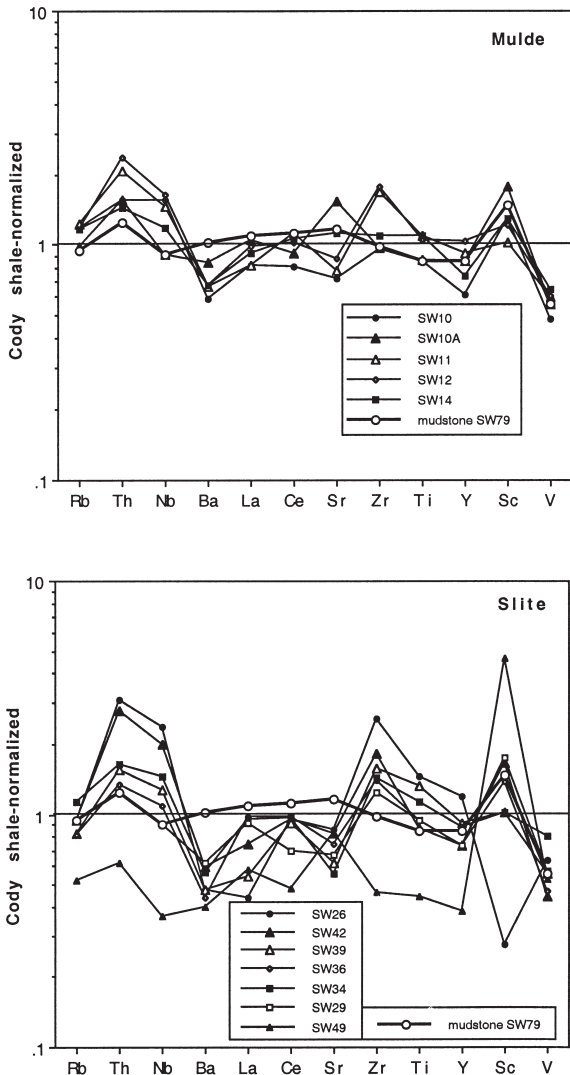 10
Mulde
Cody shale-normalized
1
SW10
SW10A
SW11
SW12
SW14
mudstone SW79
.1
Rb Th Nb Ba La Ce Sr Zr Ti Y Sc V
10
Slite
Cody shale-normalized
1
SW26
SW42
SW39
SW36
SW34
SW29
SW49
mudstone SW79
.1
Rb Th Nb Ba La Ce Sr Zr Ti Y Sc V